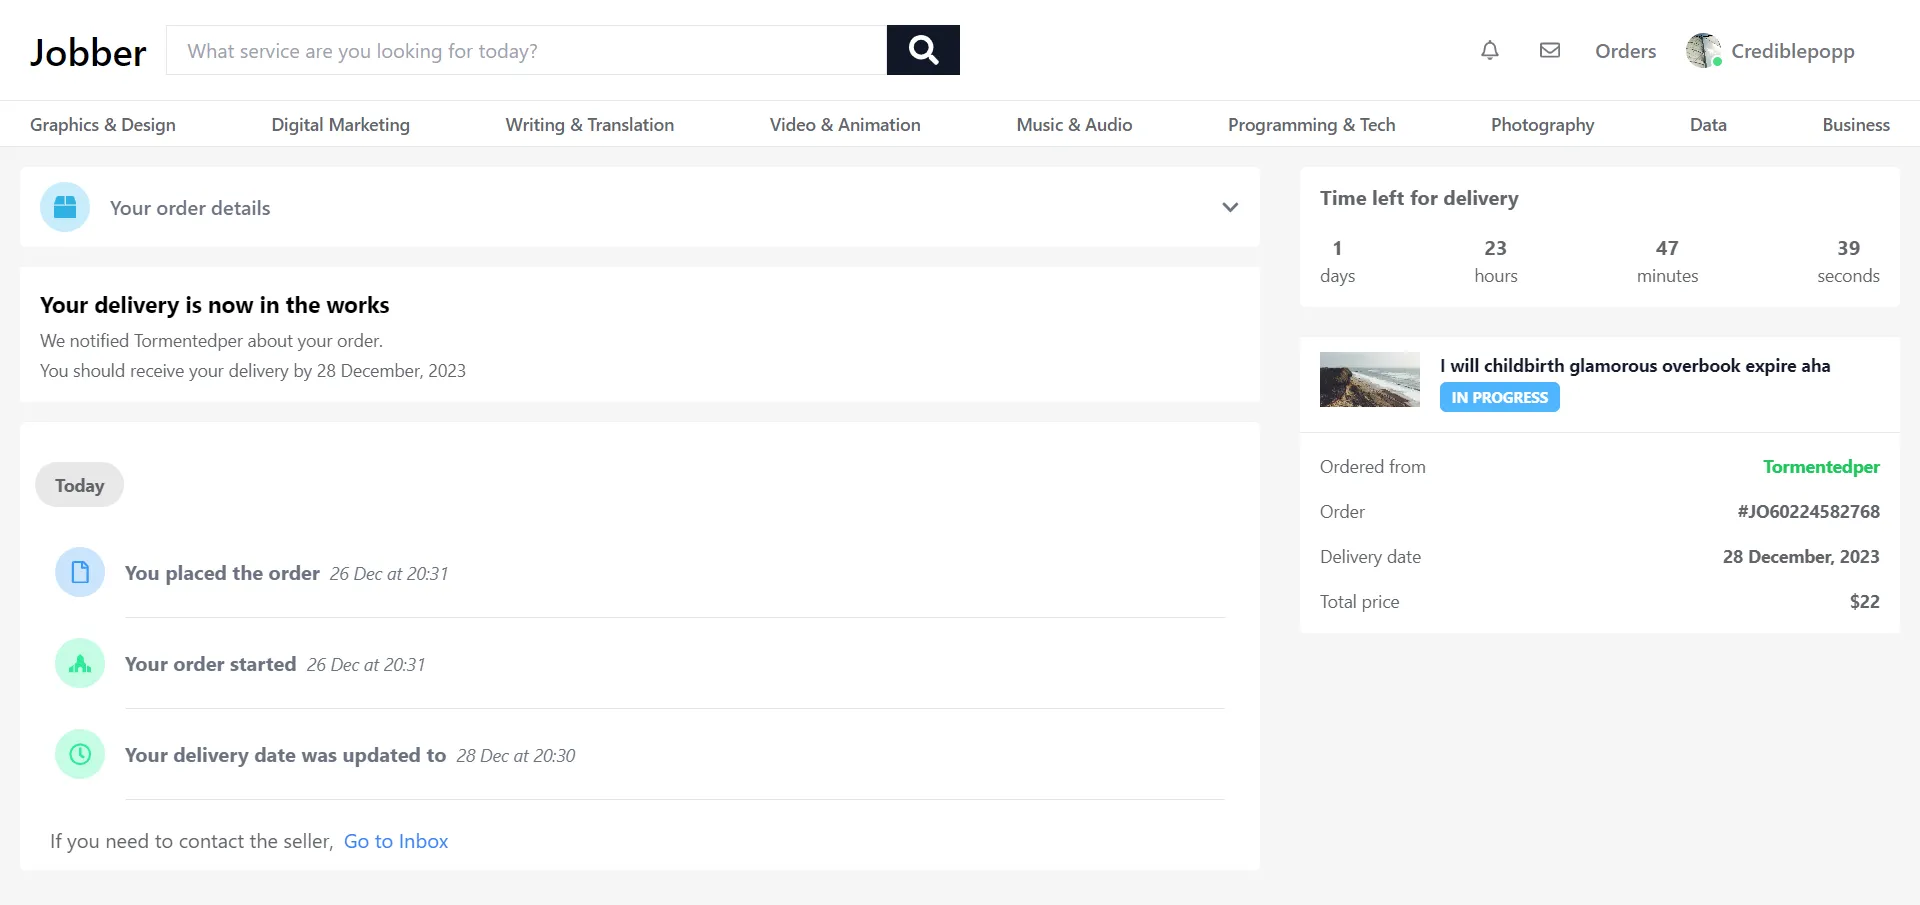 Jobber
What service are you looking for today?
Orders
Crediblepopp
Graphics & Design
Digital Marketing
Writing & Translation
Video & Animation
Music & Audio
Programming & Tech
Photography
Data
Business
Your order details
Your delivery is now in the works
We notified Tormentedper about your order.
You should receive your delivery by 28 December, 2023
Today
You placed the order 26 Dec at 20:31
Your order started 26 Dec at 20:31
Your delivery date was updated to 28 Dec at 20:30
If you need to contact the seller, Go to Inbox
Time left for delivery
1 23 47 39
days hours minutes seconds
I will childbirth glamorous overbook expire aha
IN PROGRESS
Ordered from Tormentedper
Order #JO60224582768
Delivery date 28 December, 2023
Total price $22